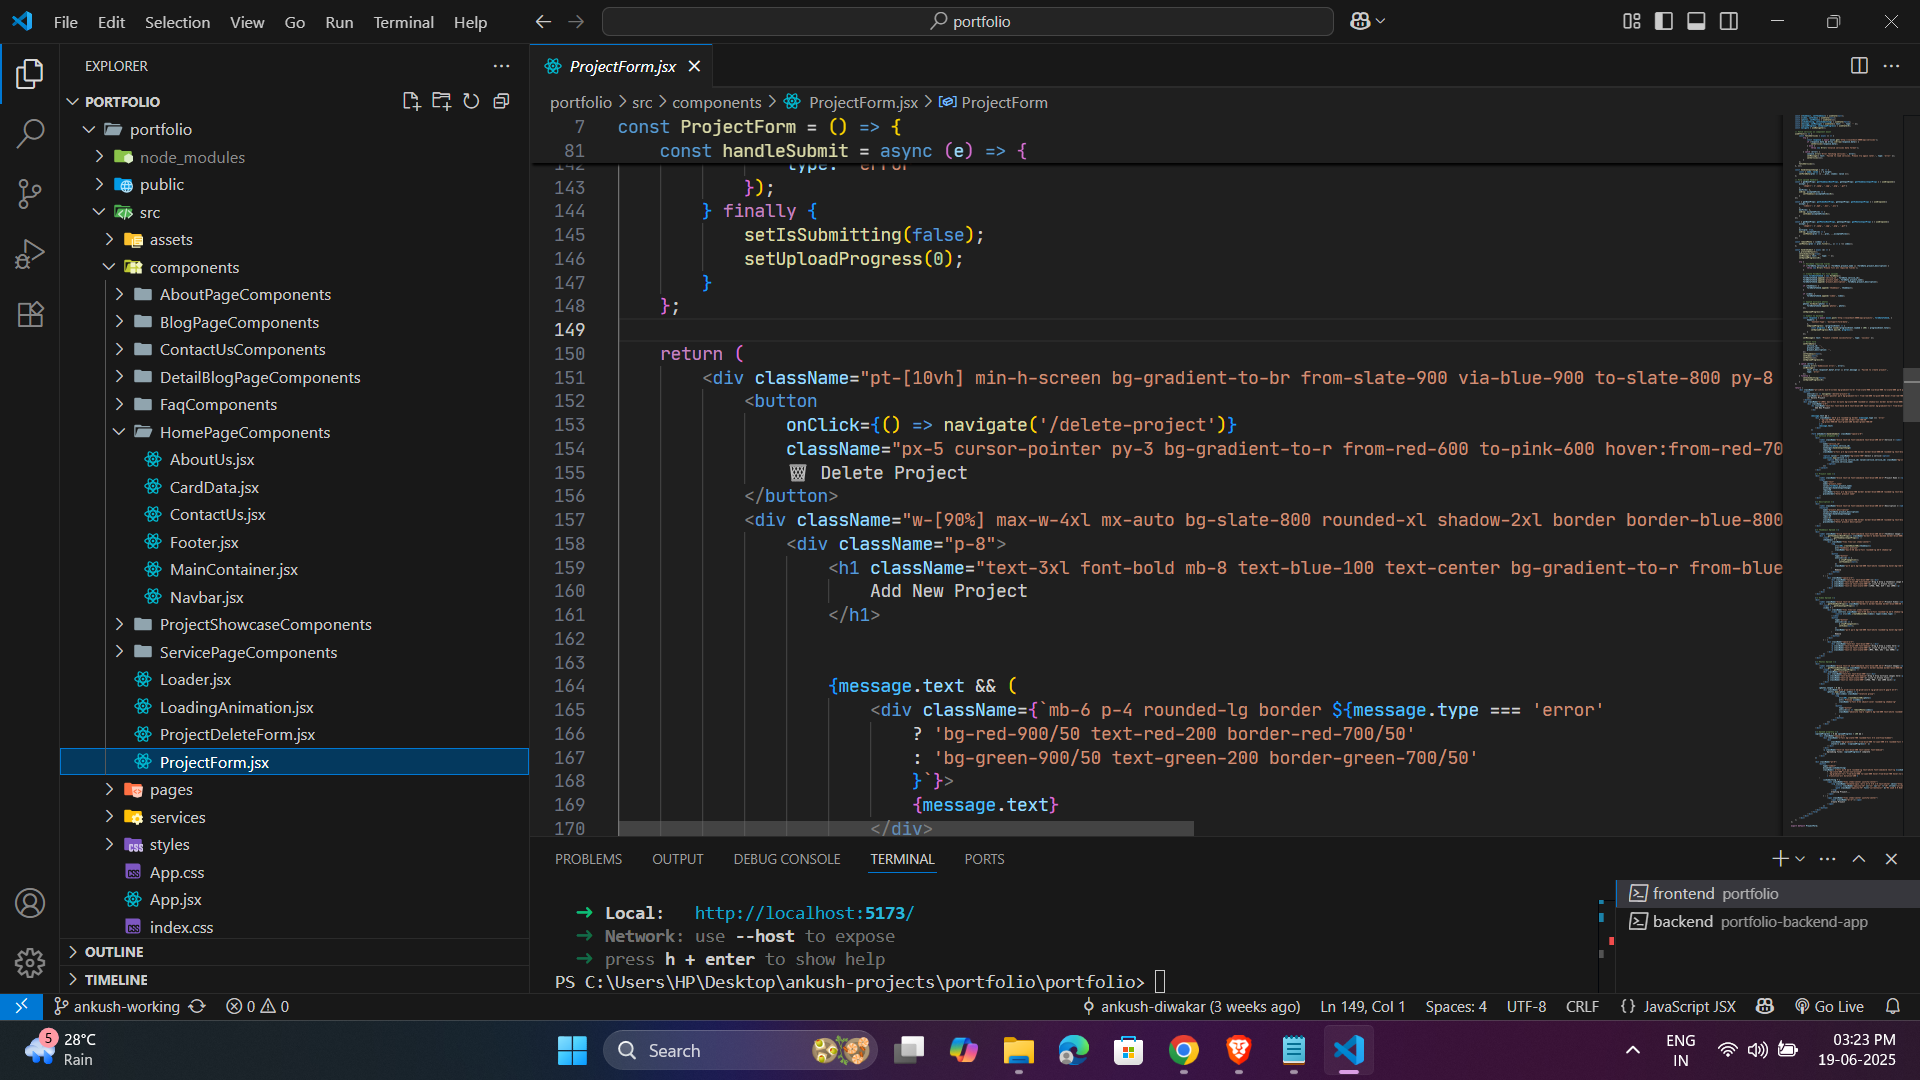 File Edit Selection View Go Run Terminal Help
portfolio
EXPLORER
PORTFOLIO
portfolio
node_modules
public
src
assets
components
AboutPageComponents
BlogPageComponents
ContactUsComponents
DetailBlogPageComponents
FaqComponents
HomePageComponents
AboutUs.jsx
CardData.jsx
ContactUs.jsx
Footer.jsx
MainContainer.jsx
Navbar.jsx
ProjectShowcaseComponents
ServicePageComponents
Loader.jsx
LoadingAnimation.jsx
ProjectDeleteForm.jsx
ProjectForm.jsx
pages
services
styles
App.css
App.jsx
index.css
OUTLINE
TIMELINE
ProjectForm.jsx
portfolio > src > components > ProjectForm.jsx > ProjectForm
7 const ProjectForm = () => {
81 const handleSubmit = async (e) => {
142 type: 'error'
143 });
144 } finally {
145 setIsSubmitting(false);
146 setUploadProgress(0);
147 }
148 };
149
150 return (
151 <div className="pt-[10vh] min-h-screen bg-gradient-to-br from-slate-900 via-blue-900 to-slate-800 py-8
152 <button
153 onClick={() => navigate('/delete-project')}
154 className="px-5 cursor-pointer py-3 bg-gradient-to-r from-red-600 to-pink-600 hover:from-red-70
155 🗑️ Delete Project
156 </button>
157 <div className="w-[90%] max-w-4xl mx-auto bg-slate-800 rounded-xl shadow-2xl border border-blue-800
158 <div className="p-8">
159 <h1 className="text-3xl font-bold mb-8 text-blue-100 text-center bg-gradient-to-r from-blue
160 Add New Project
161 </h1>
162
163
164 {message.text && (
165 <div className={`mb-6 p-4 rounded-lg border ${message.type === 'error'
166 ? 'bg-red-900/50 text-red-200 border-red-700/50'
167 : 'bg-green-900/50 text-green-200 border-green-700/50'
168 }`}>
169 {message.text}
170 </div>
PROBLEMS OUTPUT DEBUG CONSOLE TERMINAL PORTS
➜ Local: http://localhost:5173/
➜ Network: use --host to expose
➜ press h + enter to show help
PS C:\Users\HP\Desktop\ankush-projects\portfolio\portfolio>
frontend portfolio
backend portfolio-backend-app
ankush-working 0 0 ankush-diwakar (3 weeks ago) Ln 149, Col 1 Spaces: 4 UTF-8 CRLF {} JavaScript JSX Go Live
5
28°C
Rain
Search
ENG
IN
03:23 PM
19-06-2025